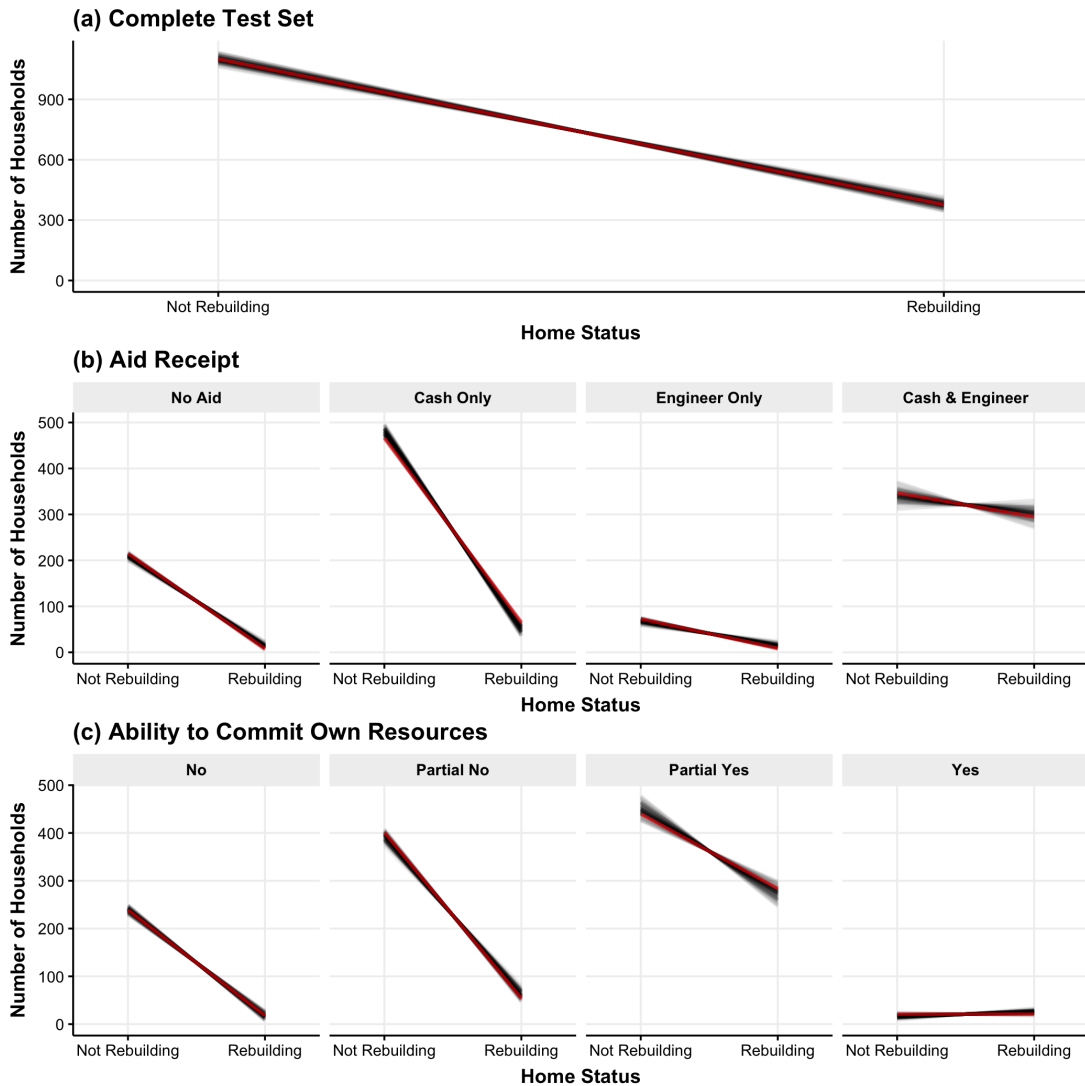 (a) Complete Test Set
Number of Households
900
600
300
0
Not Rebuilding Rebuilding
Home Status
(b) Aid Receipt
No Aid Cash Only Engineer Only Cash & Engineer
Number of Households
500
400
300
200
100
0
Not Rebuilding Rebuilding Not Rebuilding Rebuilding Not Rebuilding Rebuilding Not Rebuilding Rebuilding
Home Status
(c) Ability to Commit Own Resources
No Partial No Partial Yes Yes
Number of Households
500
400
300
200
100
0
Not Rebuilding Rebuilding Not Rebuilding Rebuilding Not Rebuilding Rebuilding Not Rebuilding Rebuilding
Home Status